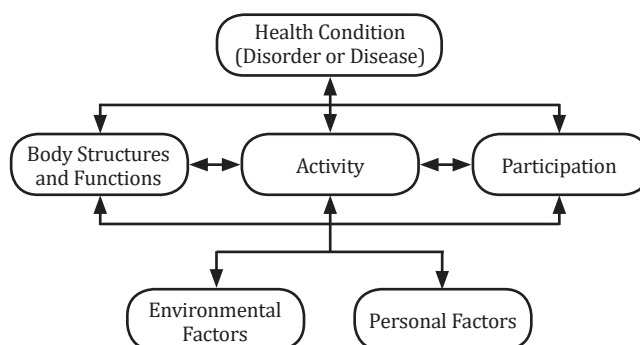 Health Condition
(Disorder or Disease)
Body Structures
and Functions
Activity
Participation
Environmental
Factors
Personal Factors